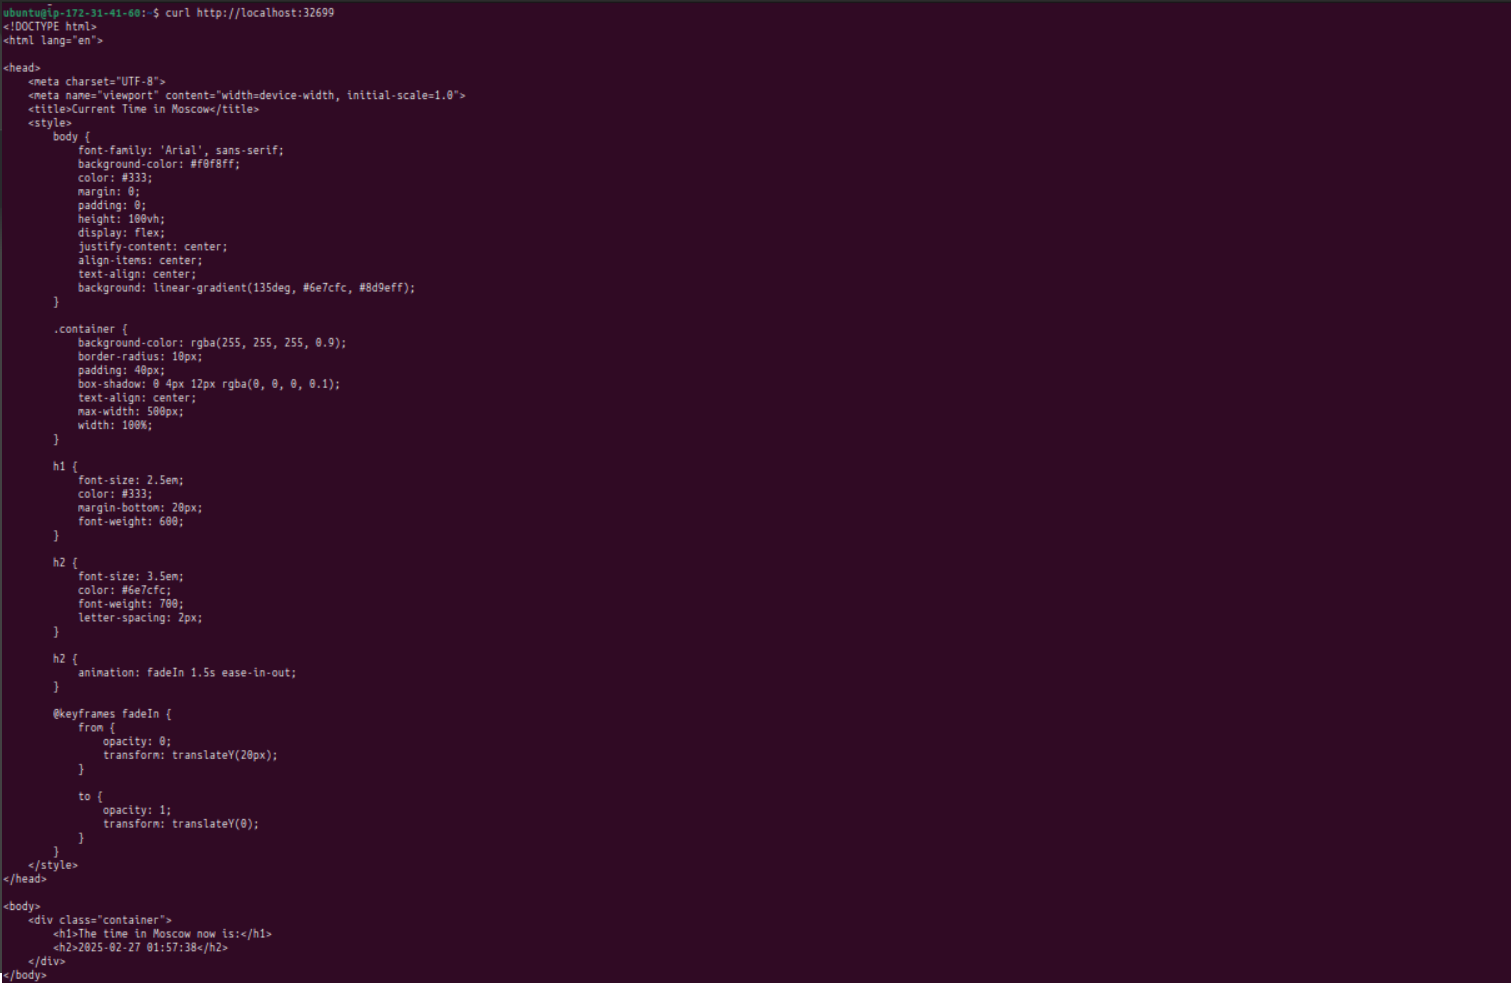 ubuntu@ip-172-31-41-60:~$ curl http://localhost:32699
<!DOCTYPE html>
<html lang="en">

<head>
    <meta charset="UTF-8">
    <meta name="viewport" content="width=device-width, initial-scale=1.0">
    <title>Current Time in Moscow</title>
    <style>
        body {
            font-family: 'Arial', sans-serif;
            background-color: #f0f8ff;
            color: #333;
            margin: 0;
            padding: 0;
            height: 100vh;
            display: flex;
            justify-content: center;
            align-items: center;
            text-align: center;
            background: linear-gradient(135deg, #6e7cfc, #8d9eff);
        }

        .container {
            background-color: rgba(255, 255, 255, 0.9);
            border-radius: 10px;
            padding: 40px;
            box-shadow: 0 4px 12px rgba(0, 0, 0, 0.1);
            text-align: center;
            max-width: 500px;
            width: 100%;
        }

        h1 {
            font-size: 2.5em;
            color: #333;
            margin-bottom: 20px;
            font-weight: 600;
        }

        h2 {
            font-size: 3.5em;
            color: #6e7cfc;
            font-weight: 700;
            letter-spacing: 2px;
        }

        h2 {
            animation: fadeIn 1.5s ease-in-out;
        }

        @keyframes fadeIn {
            from {
                opacity: 0;
                transform: translateY(20px);
            }

            to {
                opacity: 1;
                transform: translateY(0);
            }
        }
    </style>
</head>

<body>
    <div class="container">
        <h1>The time in Moscow now is:</h1>
        <h2>2025-02-27 01:57:38</h2>
    </div>
</body>